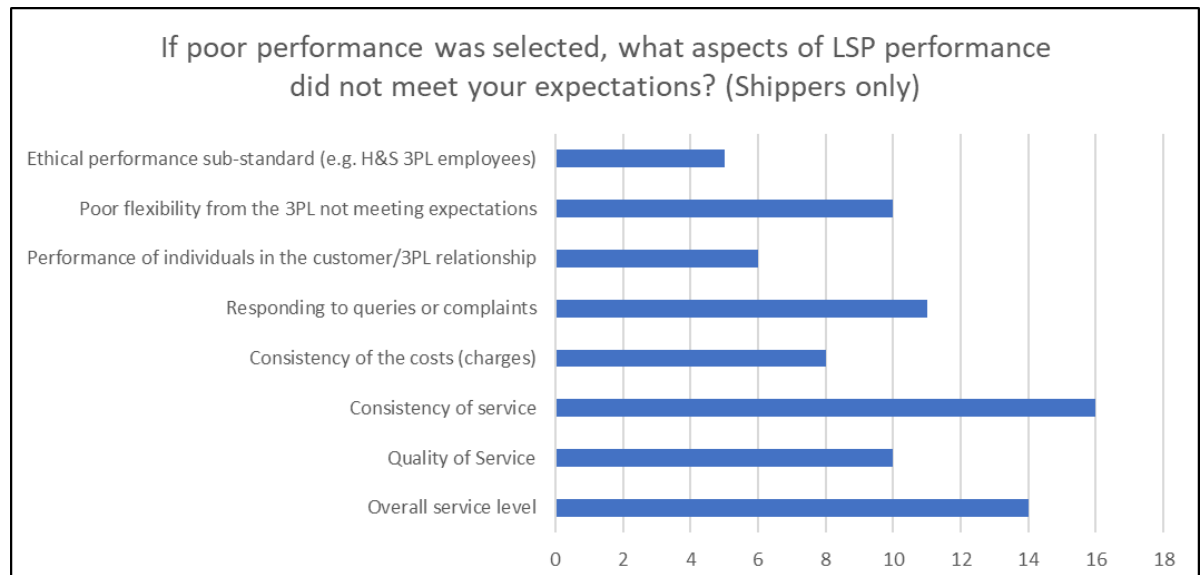 If poor performance was selected, what aspects of LSP performance
did not meet your expectations? (Shippers only)
Ethical performance sub-standard (e.g. H&S 3PL employees)
Poor flexibility from the 3PL not meeting expectations
Performance of individuals in the customer/3PL relationship
Responding to queries or complaints
Consistency of the costs (charges)
Consistency of service
Quality of Service
Overall service level
0 2 4 6 8 10 12 14 16 18